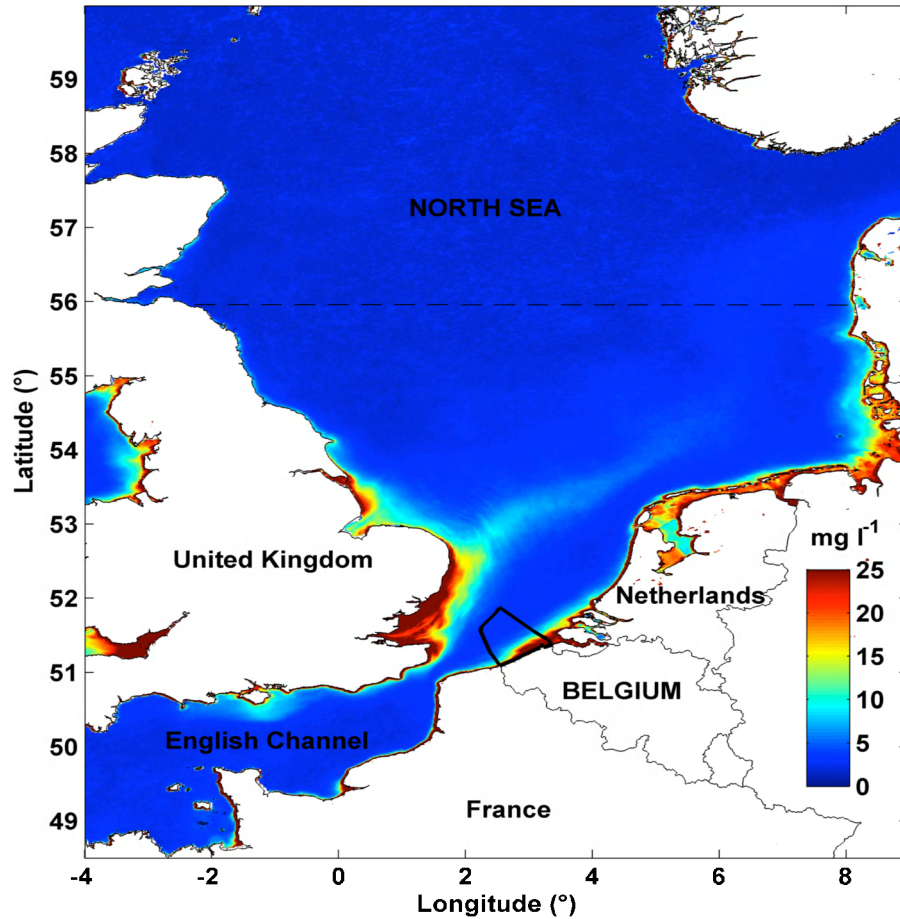 59
58
57
56
55
54
53
52
51
50
49
Latitude (°)
NORTH SEA
United Kingdom
Netherlands
BELGIUM
English Channel
France
mg l-1
25
20
15
10
5
0
-4 -2 0 2 4 6 8
Longitude (°)